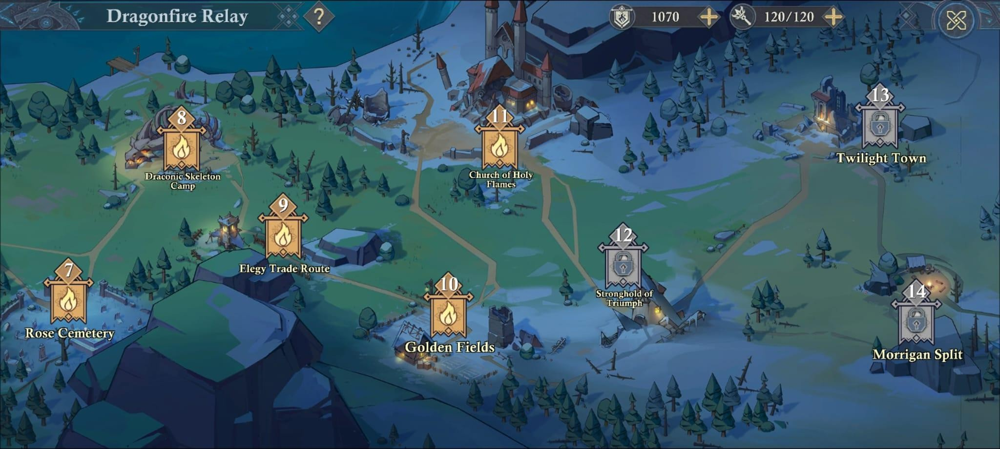 Dragonfire Relay
?
1070
120/120
8
Draconic Skeleton
Camp
11
Church of Holy
Flames
13
Twilight Town
9
Elegy Trade Route
12
Stronghold of
Triumph
7
Rose Cemetery
10
Golden Fields
14
Morrigan Split